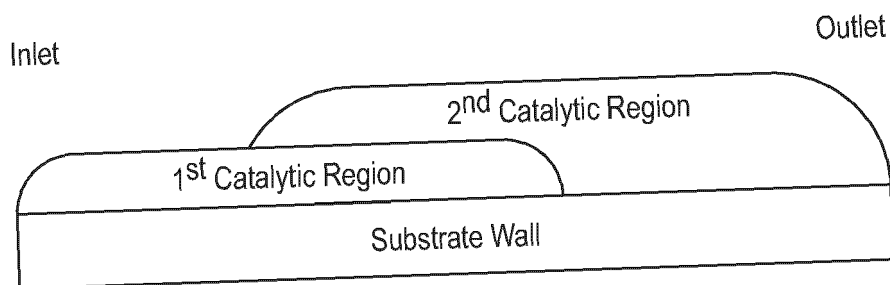 Inlet
Outlet
2nd Catalytic Region
1st Catalytic Region
Substrate Wall